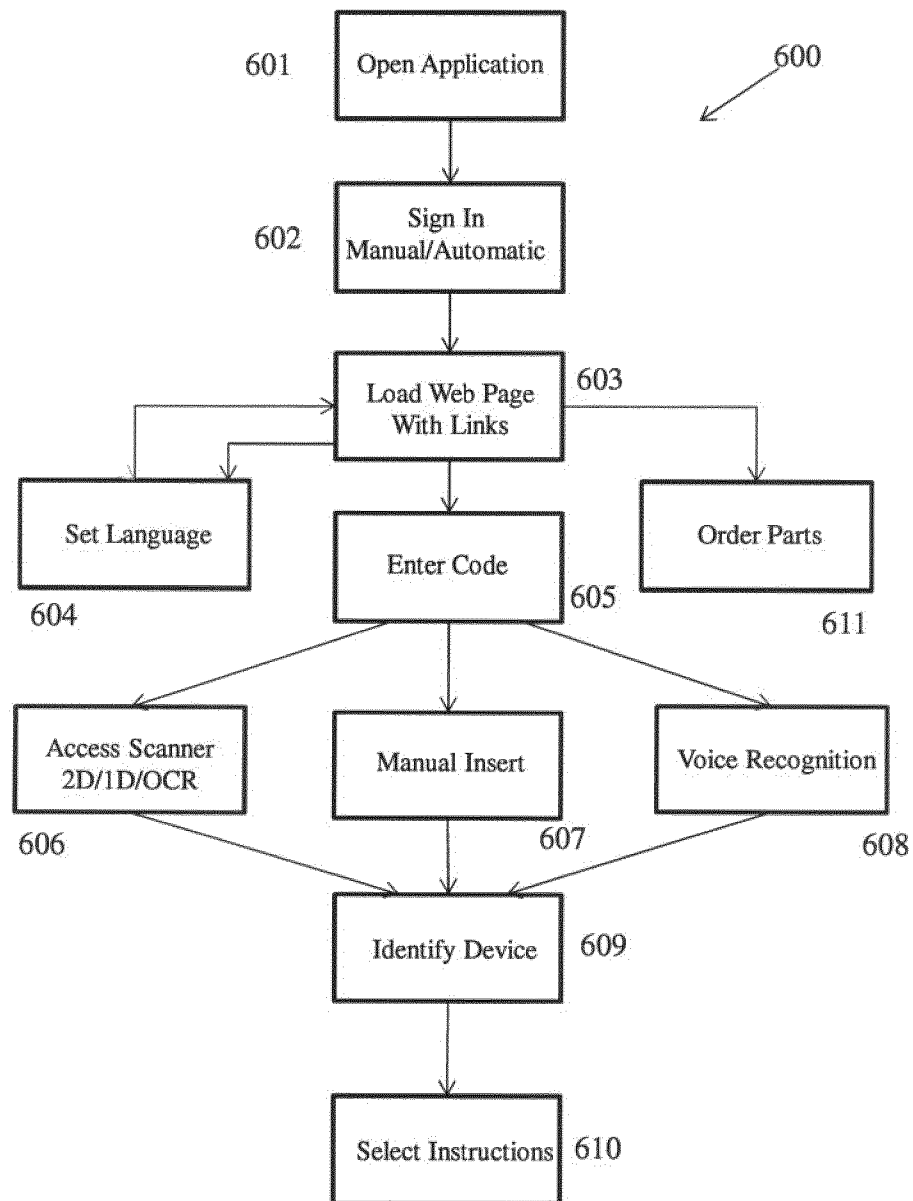 601
Open Application
600
602
Sign In
Manual/Automatic
603
Load Web Page
With Links
Set Language
604
Enter Code
605
Order Parts
611
Access Scanner
2D/1D/OCR
606
Manual Insert
607
Voice Recognition
608
Identify Device
609
Select Instructions
610